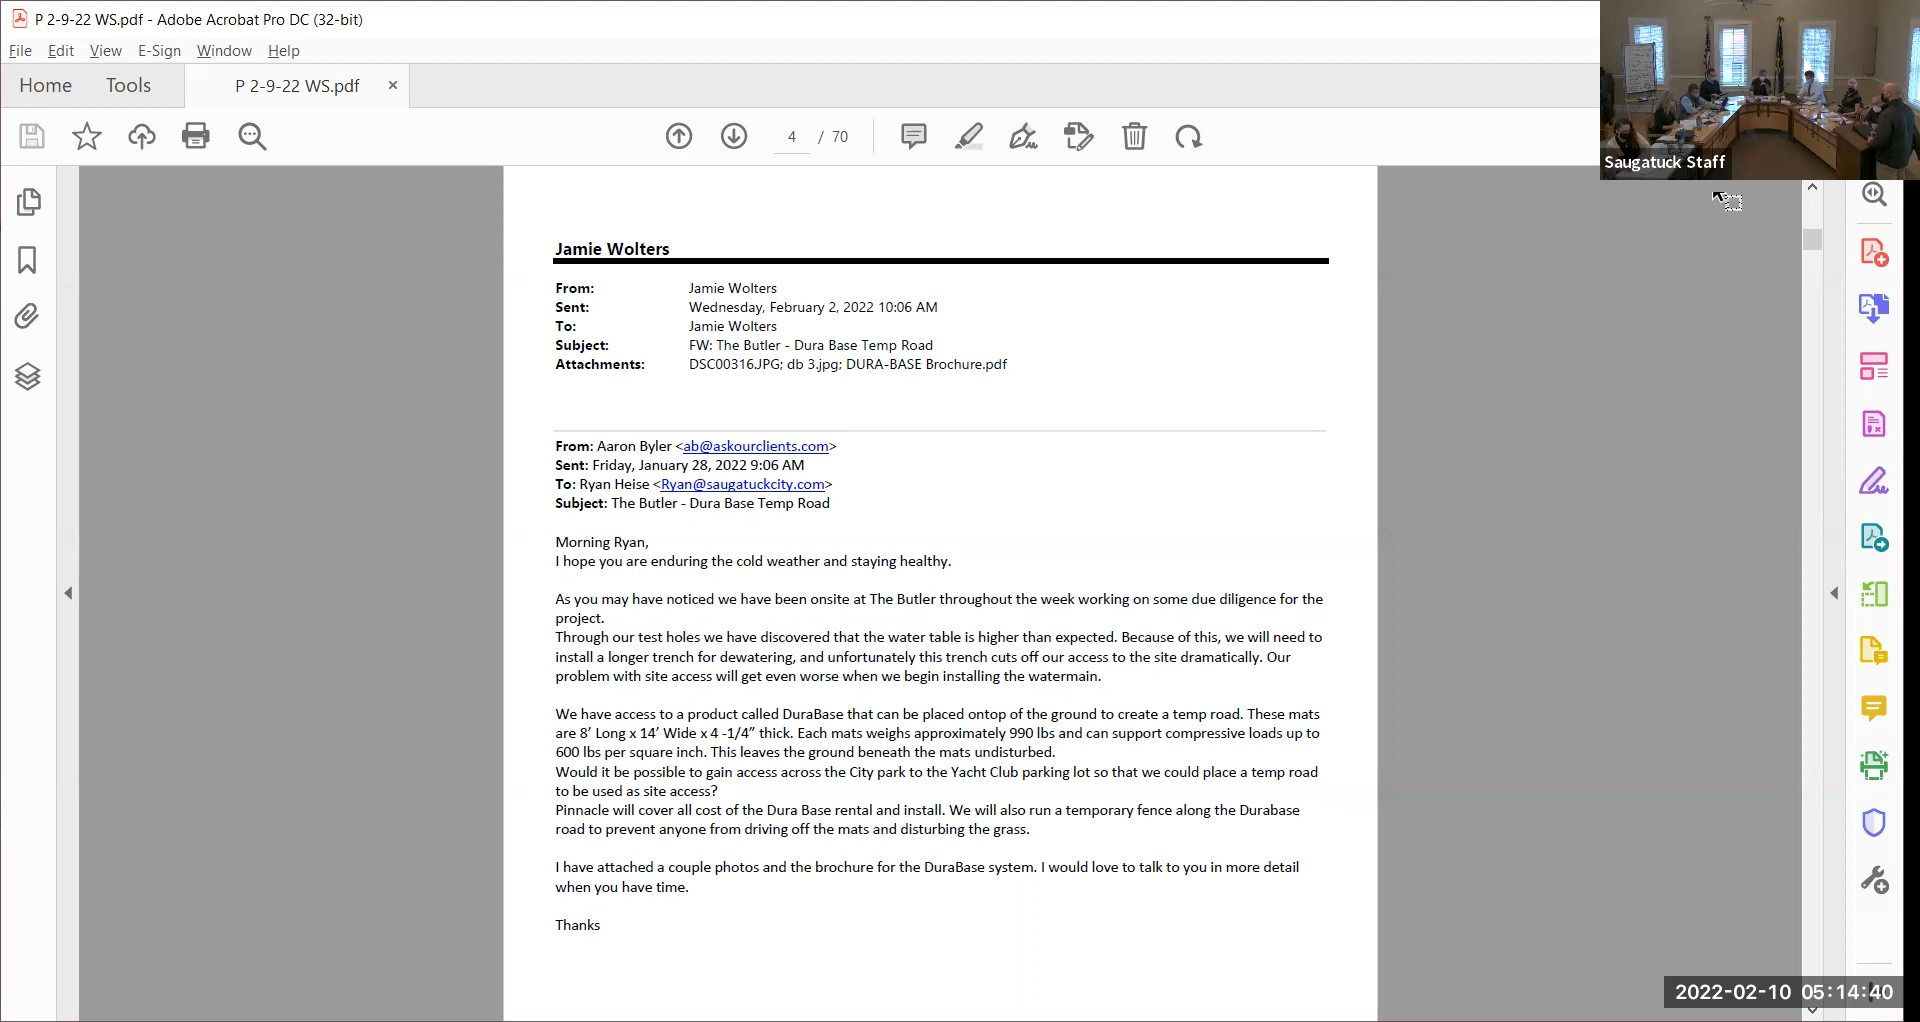 P 2-9-22 WS.pdf - Adobe Acrobat Pro DC (32-bit)
File Edit View E-Sign Window Help
Home Tools P 2-9-22 WS.pdf ×
4 / 70
Saugatuck Staff
Jamie Wolters
From: Jamie Wolters
Sent: Wednesday, February 2, 2022 10:06 AM
To: Jamie Wolters
Subject: FW: The Butler - Dura Base Temp Road
Attachments: DSC00316.JPG; db 3.jpg; DURA-BASE Brochure.pdf
From: Aaron Byler <ab@askourclients.com>
Sent: Friday, January 28, 2022 9:06 AM
To: Ryan Heise <Ryan@saugatuckcity.com>
Subject: The Butler - Dura Base Temp Road
Morning Ryan,
I hope you are enduring the cold weather and staying healthy.
As you may have noticed we have been onsite at The Butler throughout the week working on some due diligence for the
project.
Through our test holes we have discovered that the water table is higher than expected. Because of this, we will need to
install a longer trench for dewatering, and unfortunately this trench cuts off our access to the site dramatically. Our
problem with site access will get even worse when we begin installing the watermain.
We have access to a product called DuraBase that can be placed ontop of the ground to create a temp road. These mats
are 8' Long x 14' Wide x 4 -1/4" thick. Each mats weighs approximately 990 lbs and can support compressive loads up to
600 lbs per square inch. This leaves the ground beneath the mats undisturbed.
Would it be possible to gain access across the City park to the Yacht Club parking lot so that we could place a temp road
to be used as site access?
Pinnacle will cover all cost of the Dura Base rental and install. We will also run a temporary fence along the Durabase
road to prevent anyone from driving off the mats and disturbing the grass.
I have attached a couple photos and the brochure for the DuraBase system. I would love to talk to you in more detail
when you have time.
Thanks
2022-02-10 05:14:40